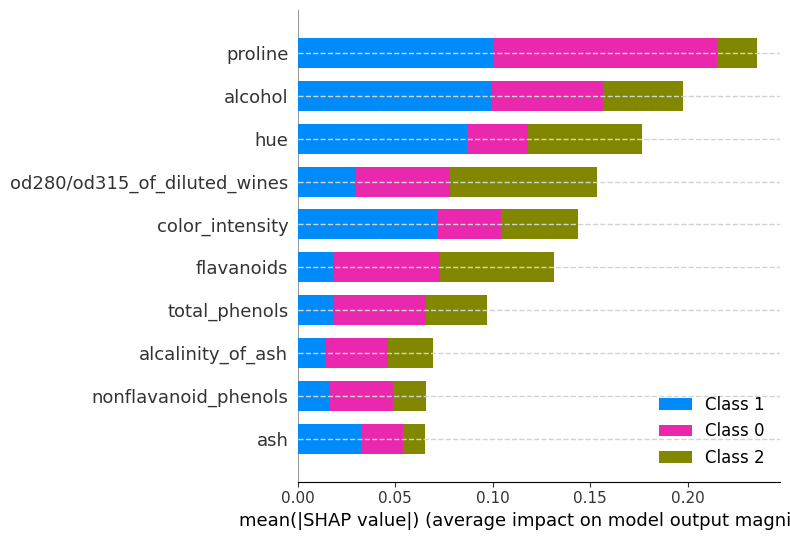 proline
alcohol
hue
od280/od315_of_diluted_wines
color_intensity
flavanoids
total_phenols
alcalinity_of_ash
nonflavanoid_phenols
ash
Class 1
Class 0
Class 2
0.00 0.05 0.10 0.15 0.20
mean(|SHAP value|) (average impact on model output magni